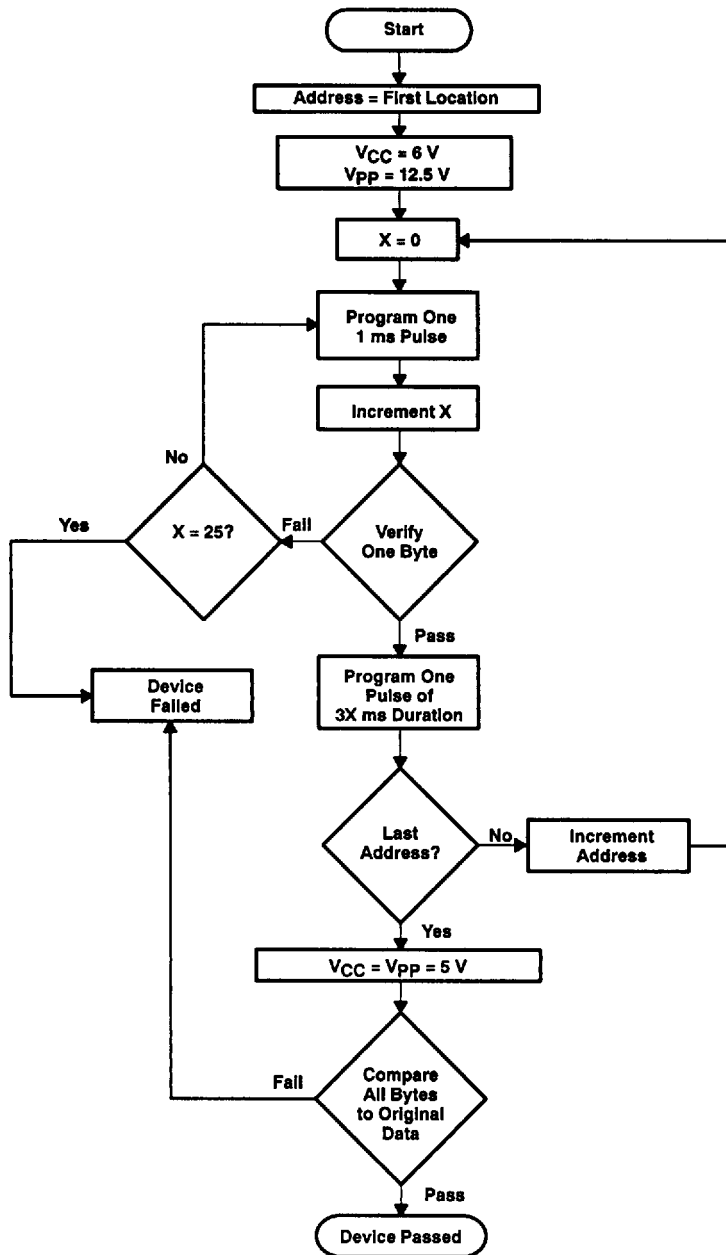 Start
Address = First Location
VCC = 6 V
VPP = 12.5 V
X = 0
Program One
1 ms Pulse
Increment X
No
Yes
X = 25?
Fail
Verify
One Byte
Pass
Device
Failed
Program One
Pulse of
3X ms Duration
Last
Address?
No
Increment
Address
Yes
VCC = VPP = 5 V
Fail
Compare
All Bytes
to Original
Data
Pass
Device Passed